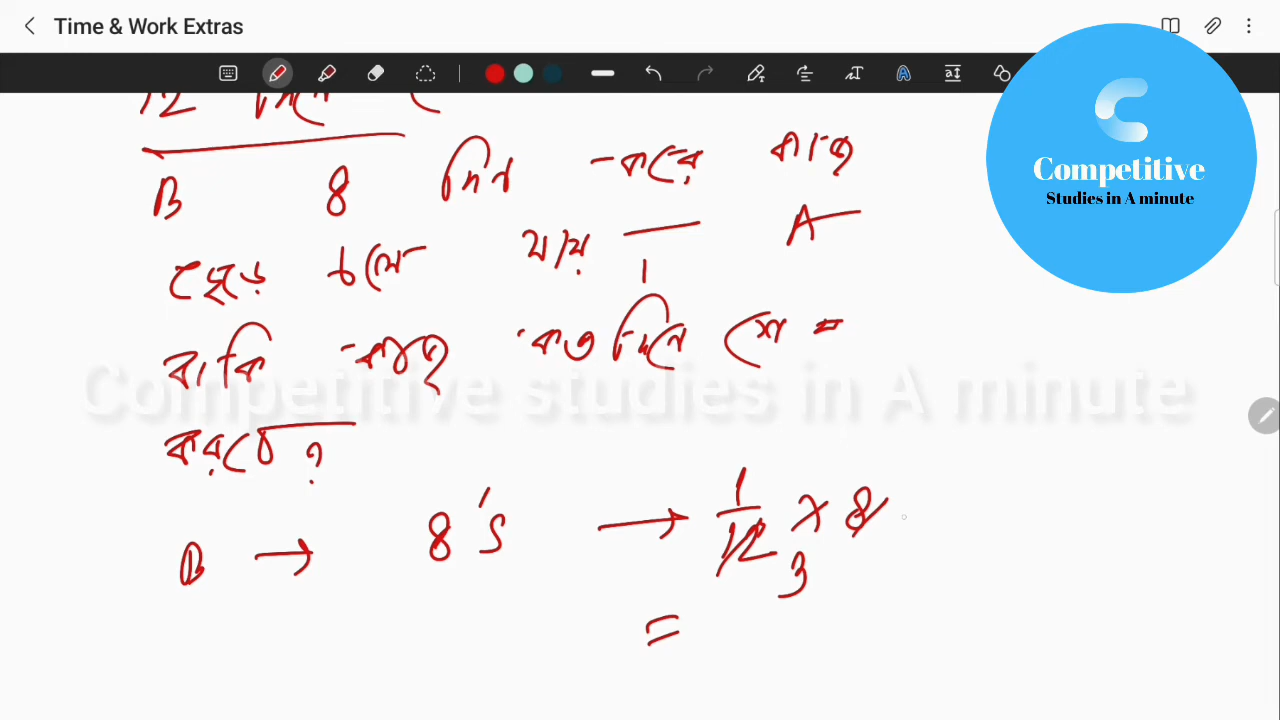 Time & Work Extras
Competitive
Studies in A minute
12 দিনে
B 8 দিন কাজ
ছেড়ে চলে যায় A
বাকি কাজ কত দিনে শেষ
করবে ?
Competitive studies in A minute
B → 8's → 1/12 × 8
3
=